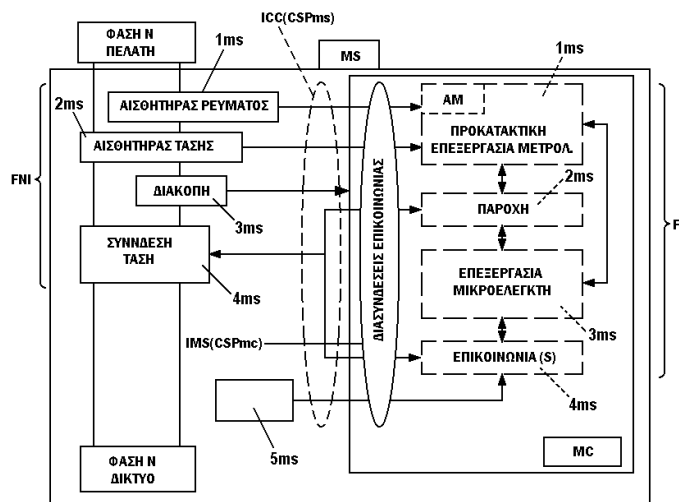 ICC(CSPms)
ΦΑΣΗ Ν
ΠΕΛΑΤΗ
1ms
MS
1ms
2ms
ΑΙΣΘΗΤΗΡΑΣ ΡΕΥΜΑΤΟΣ
AM
ΠΡΟΚΑΤΑΚΤΙΚΗ
ΕΠΕΞΕΡΓΑΣΙΑ ΜΕΤΡΟΛ.
ΑΙΣΘΗΤΗΡΑΣ ΤΑΣΗΣ
FNI
ΔΙΑΚΟΠΗ
2ms
ΠΑΡΟΧΗ
F
3ms
ΣΥΝΝΔΕΣΗ
ΤΑΣΗ
ΔΙΑΣΥΝΔΕΣΕΙΣ ΕΠΙΚΟΙΝΩΝΙΑΣ
ΕΠΕΞΕΡΓΑΣΙΑ
ΜΙΚΡΟΕΛΕΓΚΤΗ
4ms
3ms
IMS(CSPmc)
ΕΠΙΚΟΙΝΩΝΙΑ (S)
4ms
5ms
MC
ΦΑΣΗ Ν
ΔΙΚΤΥΟ